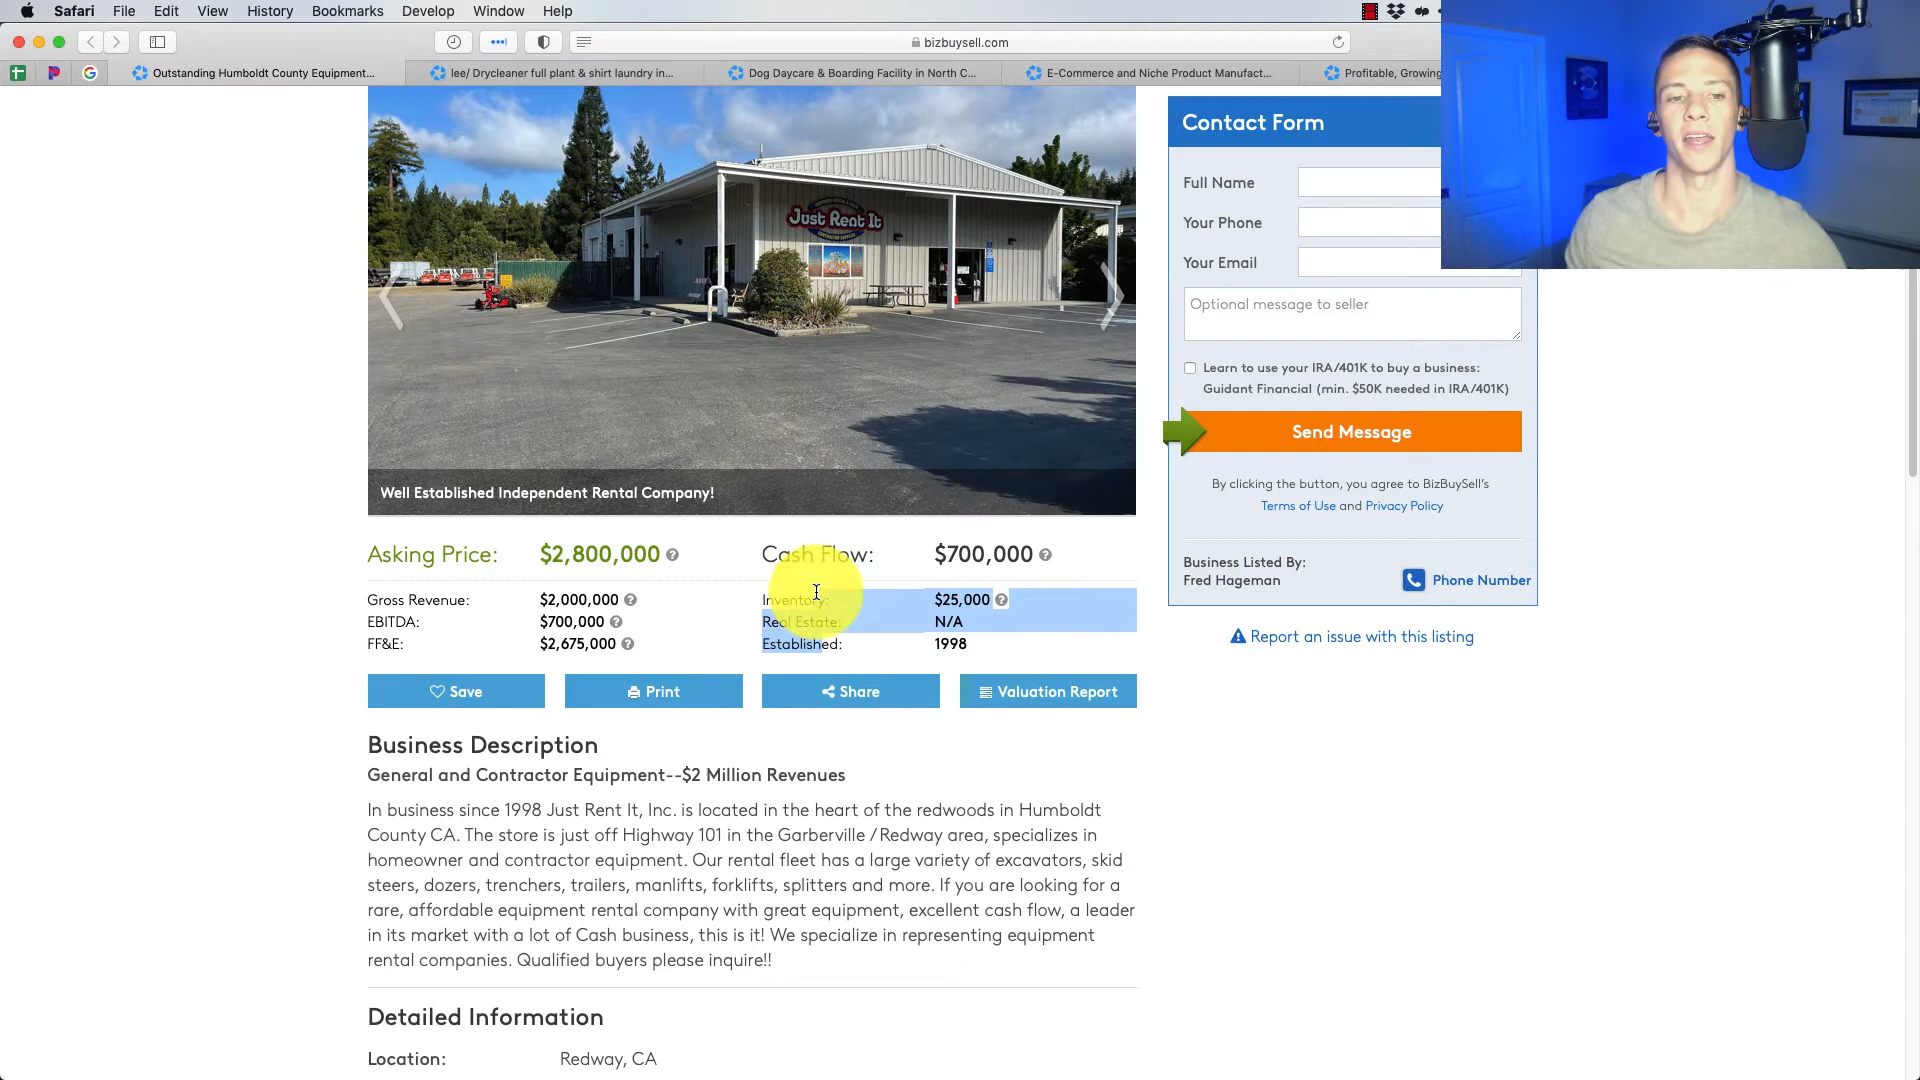 Safari File Edit View History Bookmarks Develop Window Help
bizbuysell.com
Outstanding Humboldt County Equipment...
lee/ Drycleaner full plant & shirt laundry in...
Dog Daycare & Boarding Facility in North C...
E-Commerce and Niche Product Manufact...
Profitable, Growing
Just Rent It
Well Established Independent Rental Company!
Asking Price: $2,800,000
Cash Flow: $700,000
Gross Revenue: $2,000,000
EBITDA: $700,000
FF&E: $2,675,000
Inventory: $25,000
Real Estate: N/A
Established: 1998
Save
Print
Share
Valuation Report
Business Description
General and Contractor Equipment--$2 Million Revenues
In business since 1998 Just Rent It, Inc. is located in the heart of the redwoods in Humboldt
County CA. The store is just off Highway 101 in the Garberville / Redway area, specializes in
homeowner and contractor equipment. Our rental fleet has a large variety of excavators, skid
steers, dozers, trenchers, trailers, manlifts, forklifts, splitters and more. If you are looking for a
rare, affordable equipment rental company with great equipment, excellent cash flow, a leader
in its market with a lot of Cash business, this is it! We specialize in representing equipment
rental companies. Qualified buyers please inquire!!
Detailed Information
Location: Redway, CA
Contact Form
Full Name
Your Phone
Your Email
Optional message to seller
Learn to use your IRA/401K to buy a business:
Guidant Financial (min. $50K needed in IRA/401K)
Send Message
By clicking the button, you agree to BizBuySell's
Terms of Use and Privacy Policy
Business Listed By:
Fred Hageman
Phone Number
Report an issue with this listing